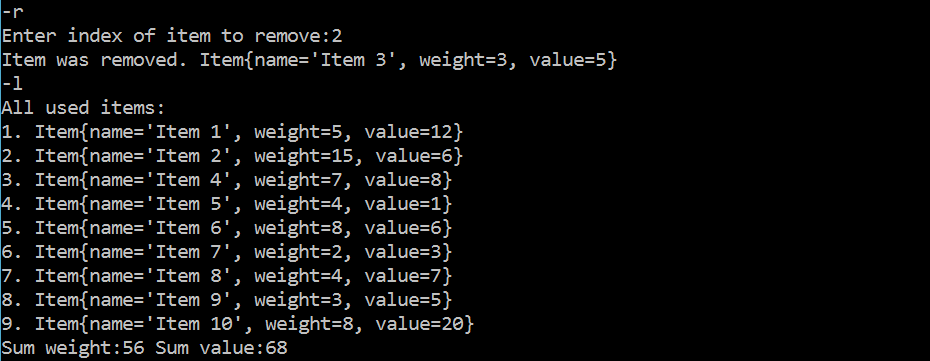 -r
Enter index of item to remove:2
Item was removed. Item{name='Item 3', weight=3, value=5}
-l
All used items:
1. Item{name='Item 1', weight=5, value=12}
2. Item{name='Item 2', weight=15, value=6}
3. Item{name='Item 4', weight=7, value=8}
4. Item{name='Item 5', weight=4, value=1}
5. Item{name='Item 6', weight=8, value=6}
6. Item{name='Item 7', weight=2, value=3}
7. Item{name='Item 8', weight=4, value=7}
8. Item{name='Item 9', weight=3, value=5}
9. Item{name='Item 10', weight=8, value=20}
Sum weight:56 Sum value:68